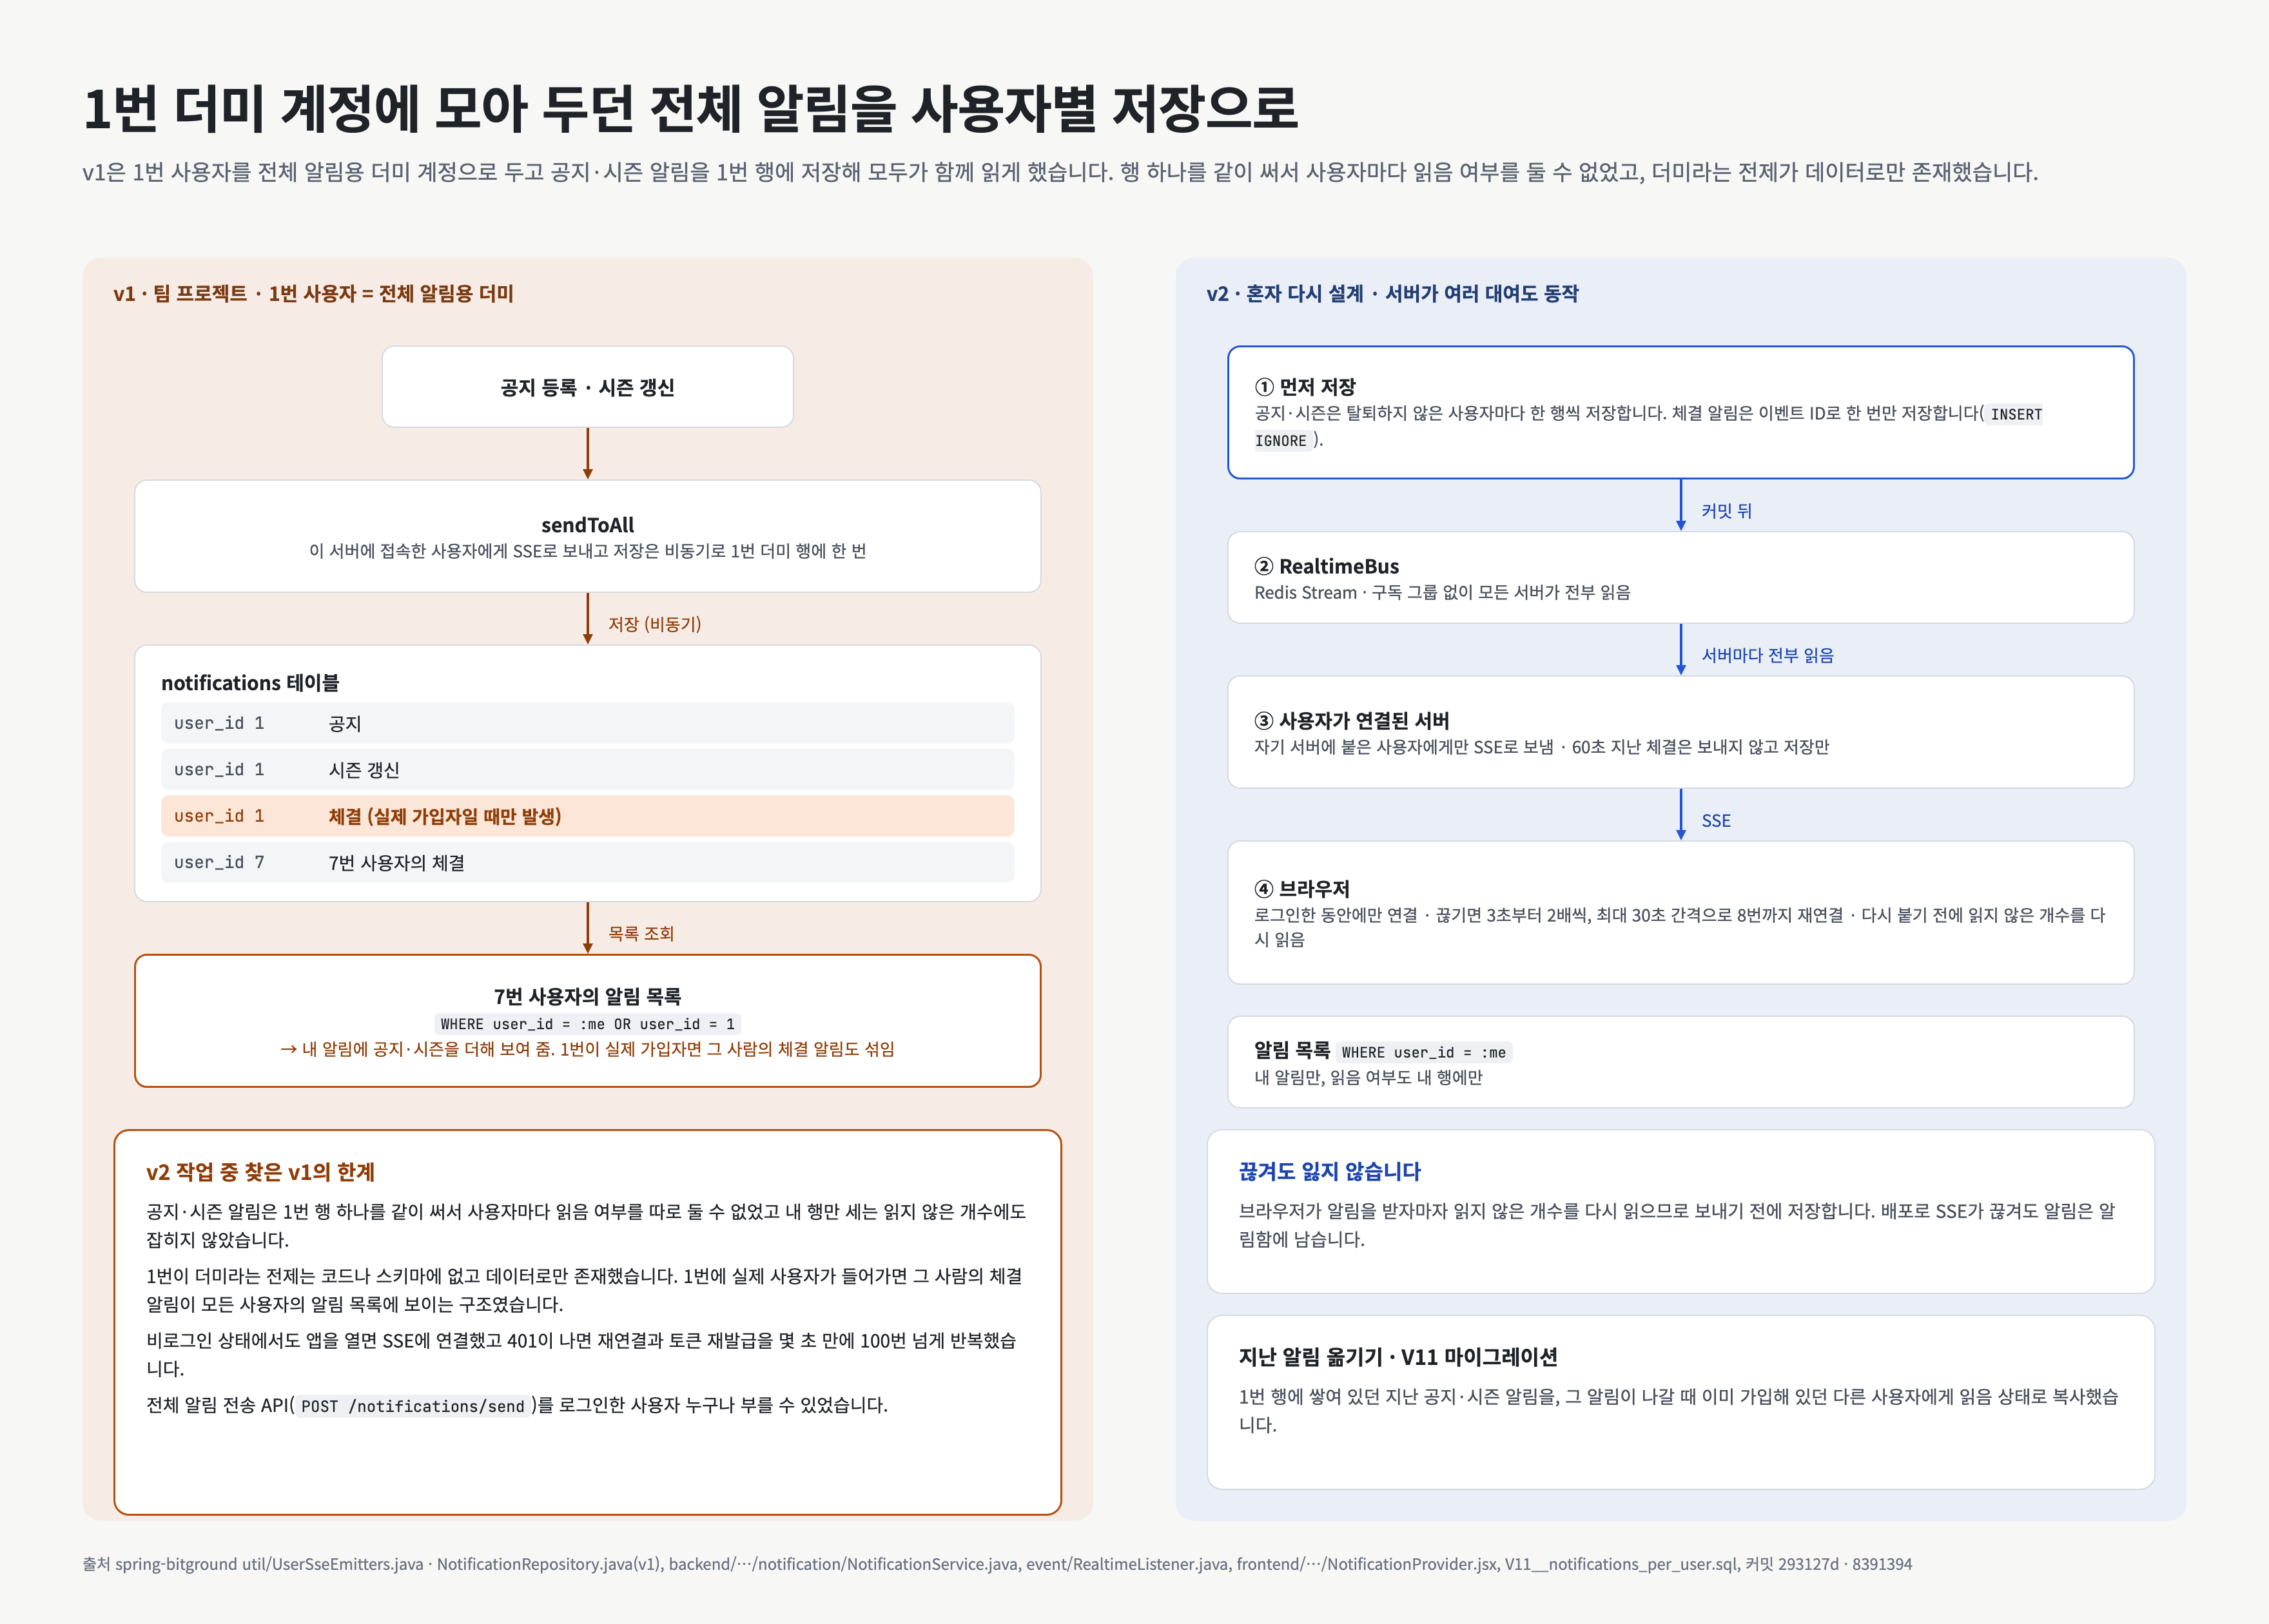 1번 더미 계정에 모아 두던 전체 알림을 사용자별 저장으로
v1은 1번 사용자를 전체 알림용 더미 계정으로 두고 공지·시즌 알림을 1번 행에 저장해 모두가 함께 읽게 했습니다. 행 하나를 같이 써서 사용자마다 읽음 여부를 둘 수 없었고, 더미라는 전제가 데이터로만 존재했습니다.
v1 · 팀 프로젝트 · 1번 사용자 = 전체 알림용 더미
공지 등록 · 시즌 갱신
sendToAll
이 서버에 접속한 사용자에게 SSE로 보내고 저장은 비동기로 1번 더미 행에 한 번
저장 (비동기)
notifications 테이블
user_id 1 공지
user_id 1 시즌 갱신
user_id 1 체결 (실제 가입자일 때만 발생)
user_id 7 7번 사용자의 체결
목록 조회
7번 사용자의 알림 목록
WHERE user_id = :me OR user_id = 1
→ 내 알림에 공지·시즌을 더해 보여 줌. 1번이 실제 가입자면 그 사람의 체결 알림도 섞임
v2 작업 중 찾은 v1의 한계
공지·시즌 알림은 1번 행 하나를 같이 써서 사용자마다 읽음 여부를 따로 둘 수 없었고 내 행만 세는 읽지 않은 개수에도
잡히지 않았습니다.
1번이 더미라는 전제는 코드나 스키마에 없고 데이터로만 존재했습니다. 1번에 실제 사용자가 들어가면 그 사람의 체결
알림이 모든 사용자의 알림 목록에 보이는 구조였습니다.
비로그인 상태에서도 앱을 열면 SSE에 연결했고 401이 나면 재연결과 토큰 재발급을 몇 초 만에 100번 넘게 반복했습
니다.
전체 알림 전송 API(POST /notifications/send)를 로그인한 사용자 누구나 부를 수 있었습니다.
v2 · 혼자 다시 설계 · 서버가 여러 대여도 동작
① 먼저 저장
공지·시즌은 탈퇴하지 않은 사용자마다 한 행씩 저장합니다. 체결 알림은 이벤트 ID로 한 번만 저장합니다(INSERT
IGNORE).
커밋 뒤
② RealtimeBus
Redis Stream · 구독 그룹 없이 모든 서버가 전부 읽음
서버마다 전부 읽음
③ 사용자가 연결된 서버
자기 서버에 붙은 사용자에게만 SSE로 보냄 · 60초 지난 체결은 보내지 않고 저장만
SSE
④ 브라우저
로그인한 동안에만 연결 · 끊기면 3초부터 2배씩, 최대 30초 간격으로 8번까지 재연결 · 다시 붙기 전에 읽지 않은 개수를 다
시 읽음
알림 목록 WHERE user_id = :me
내 알림만, 읽음 여부도 내 행에만
끊겨도 잃지 않습니다
브라우저가 알림을 받자마자 읽지 않은 개수를 다시 읽으므로 보내기 전에 저장합니다. 배포로 SSE가 끊겨도 알림은 알
림함에 남습니다.
지난 알림 옮기기 · V11 마이그레이션
1번 행에 쌓여 있던 지난 공지·시즌 알림을, 그 알림이 나갈 때 이미 가입해 있던 다른 사용자에게 읽음 상태로 복사했습
니다.
출처 spring-bitground util/UserSseEmitters.java · NotificationRepository.java(v1), backend/···/notification/NotificationService.java, event/RealtimeListener.java, frontend/···/NotificationProvider.jsx, V11__notifications_per_user.sql, 커밋 293127d · 8391394